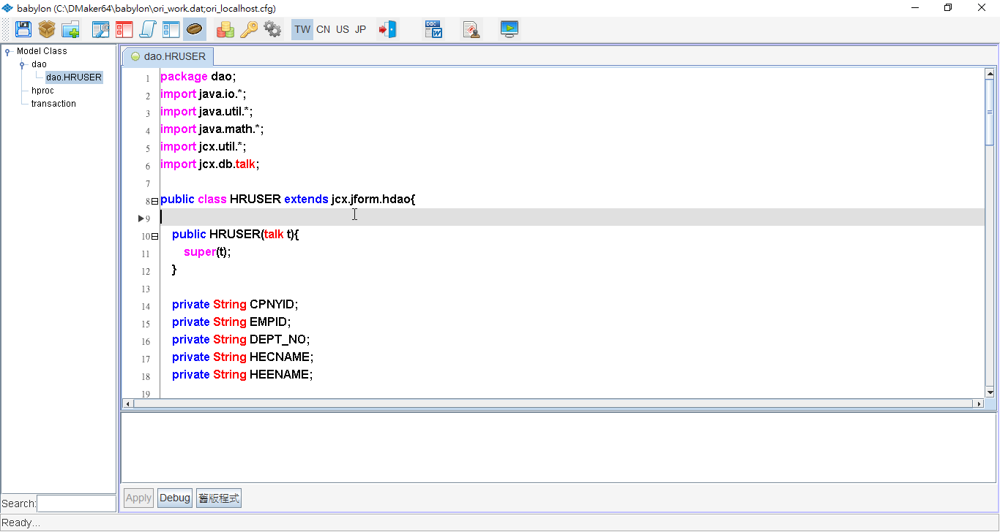 babylon (C:\DMaker64\babylon\ori_work.dat;ori_localhost.cfg)
TW CN US JP DOC W
Model Class
dao
dao.HRUSER
hproc
transaction
dao.HRUSER
1 package dao;
2 import java.io.*;
3 import java.util.*;
4 import java.math.*;
5 import jcx.util.*;
6 import jcx.db.talk;
7
8 public class HRUSER extends jcx.jform.hdao{
9
10 public HRUSER(talk t){
11 super(t);
12 }
13
14 private String CPNYID;
15 private String EMPID;
16 private String DEPT_NO;
17 private String HECNAME;
18 private String HEENAME;
19
Apply Debug 舊版程式
Search:
Ready...